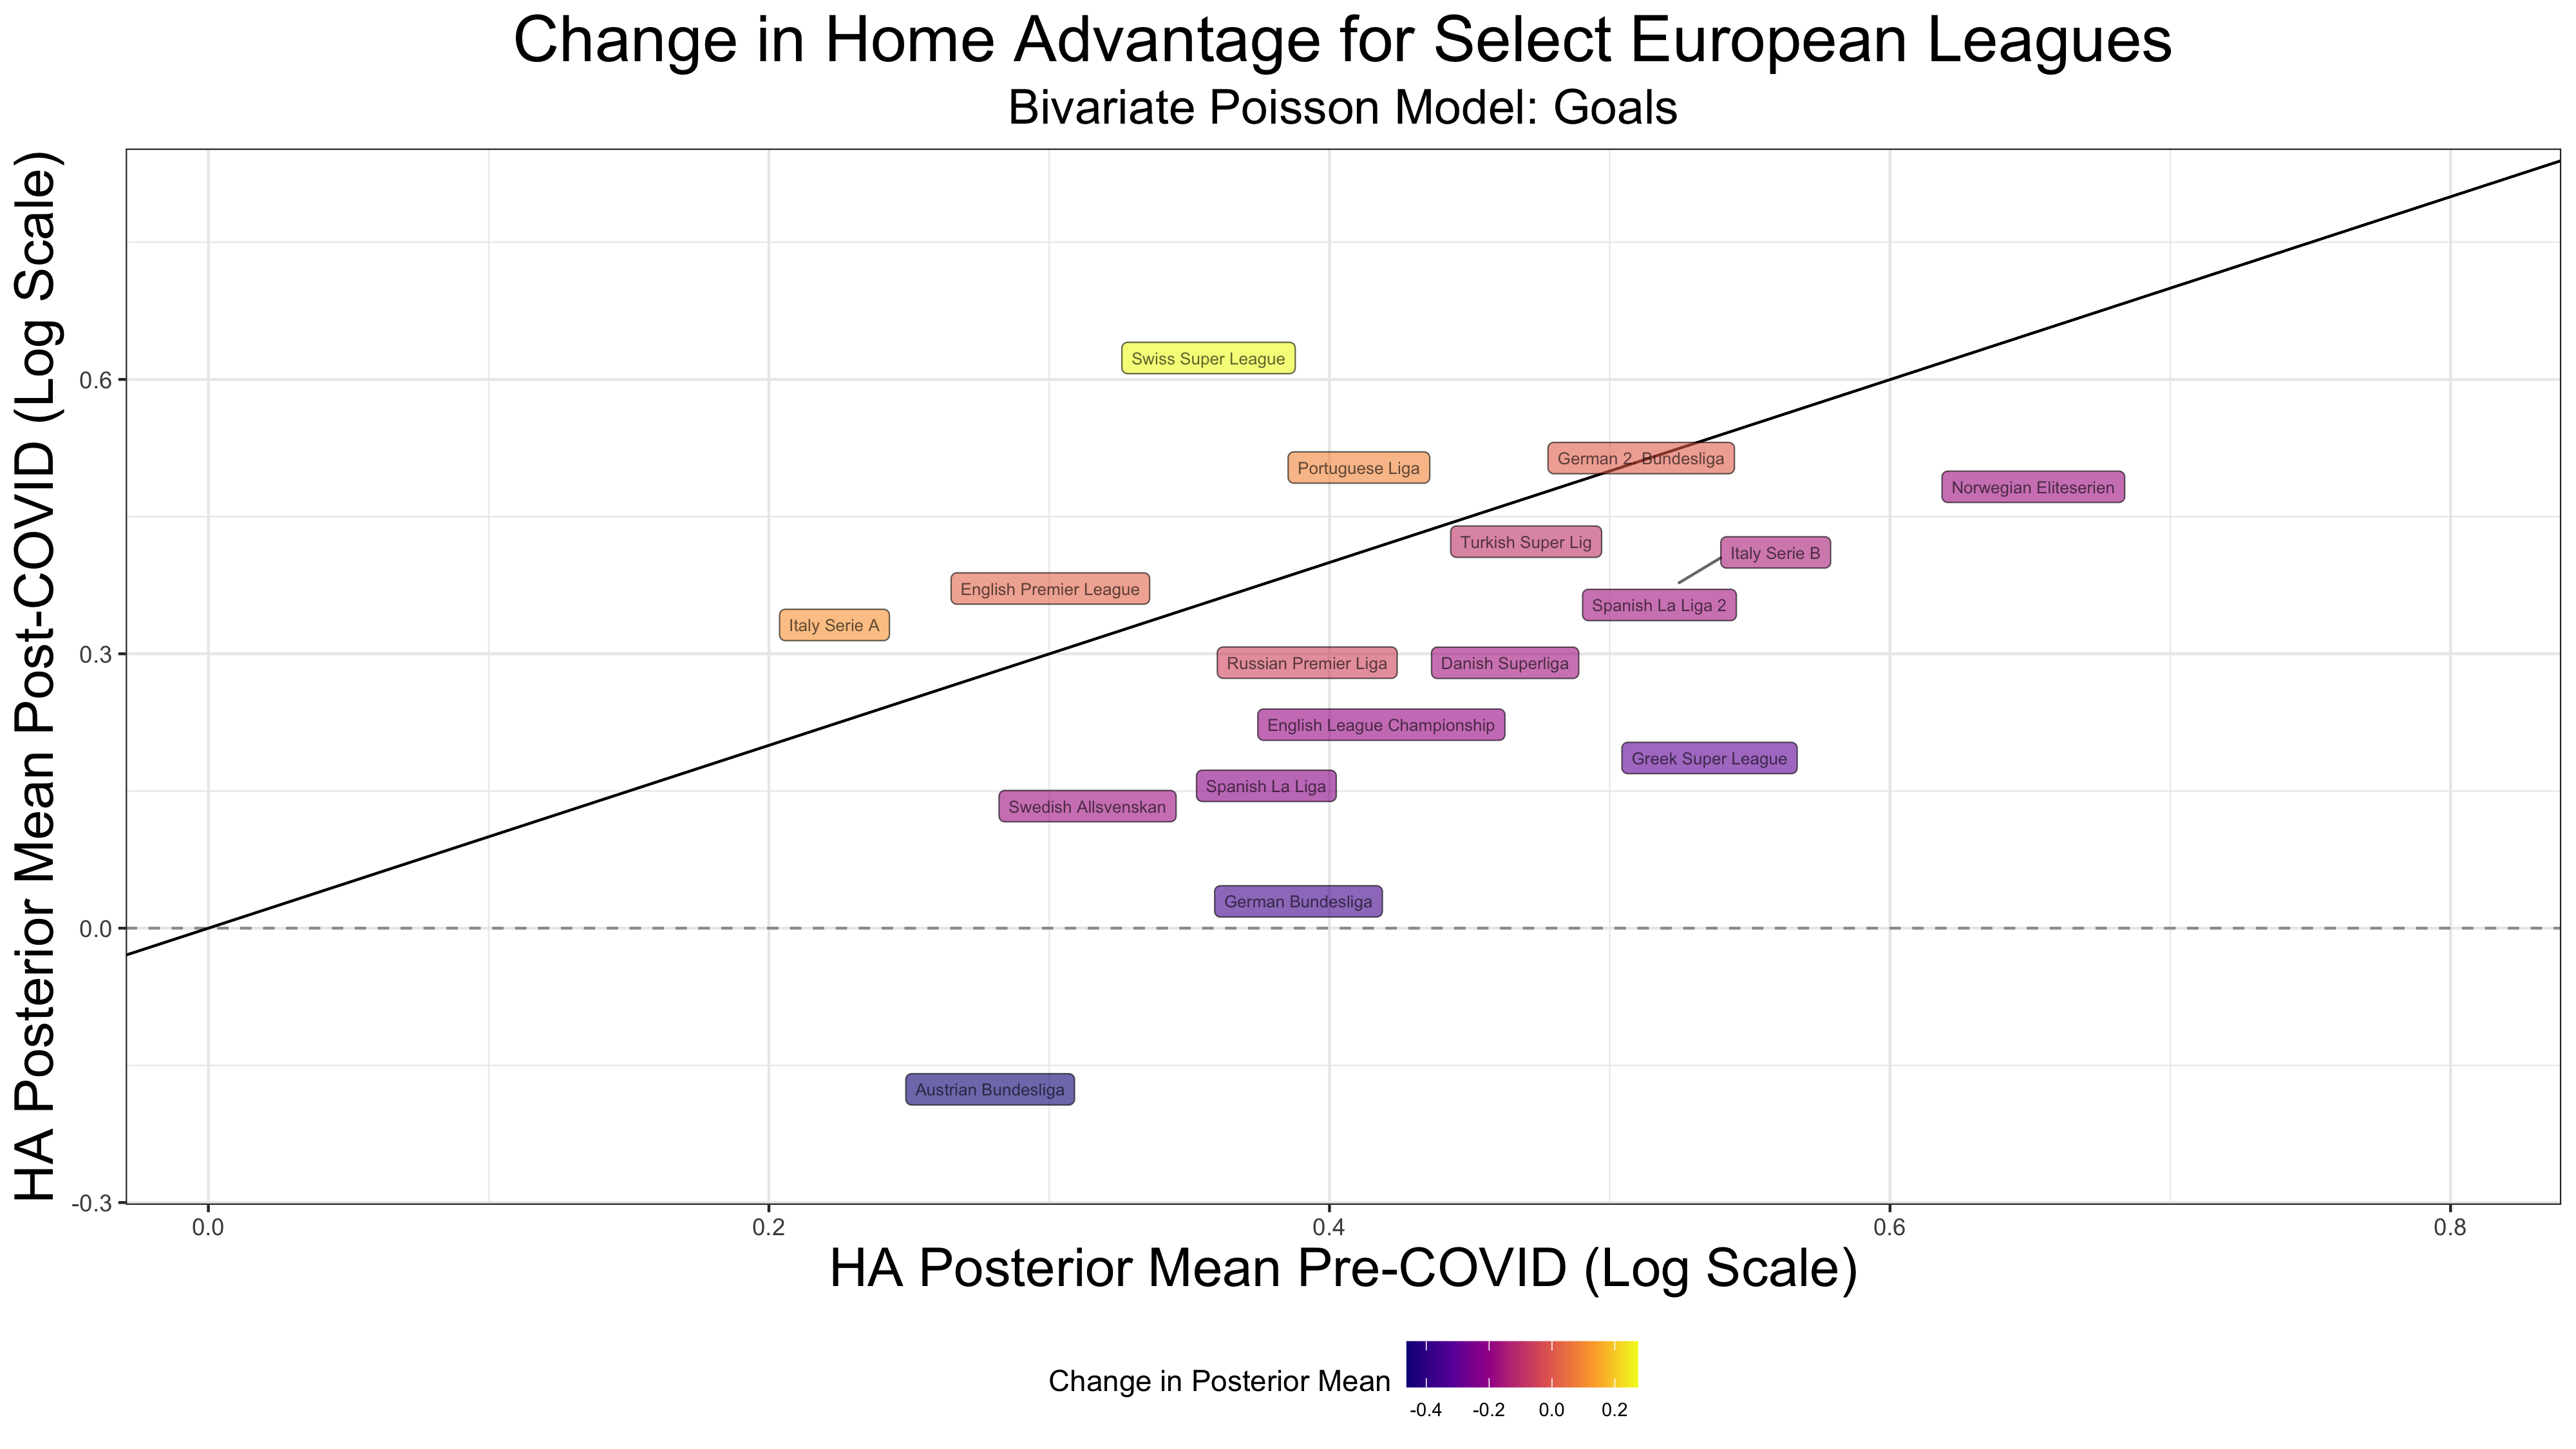 Change in Home Advantage for Select European Leagues
Bivariate Poisson Model: Goals
HA Posterior Mean Post-COVID (Log Scale)
0.6
0.3
0.0
-0.3
Swiss Super League
German 2. Bundesliga
Portuguese Liga
Norwegian Eliteserien
Turkish Super Lig
Italy Serie B
English Premier League
Spanish La Liga 2
Italy Serie A
Russian Premier Liga
Danish Superliga
English League Championship
Greek Super League
Spanish La Liga
Swedish Allsvenskan
German Bundesliga
Austrian Bundesliga
0.0 0.2 0.4 0.6 0.8
HA Posterior Mean Pre-COVID (Log Scale)
Change in Posterior Mean
-0.4 -0.2 0.0 0.2